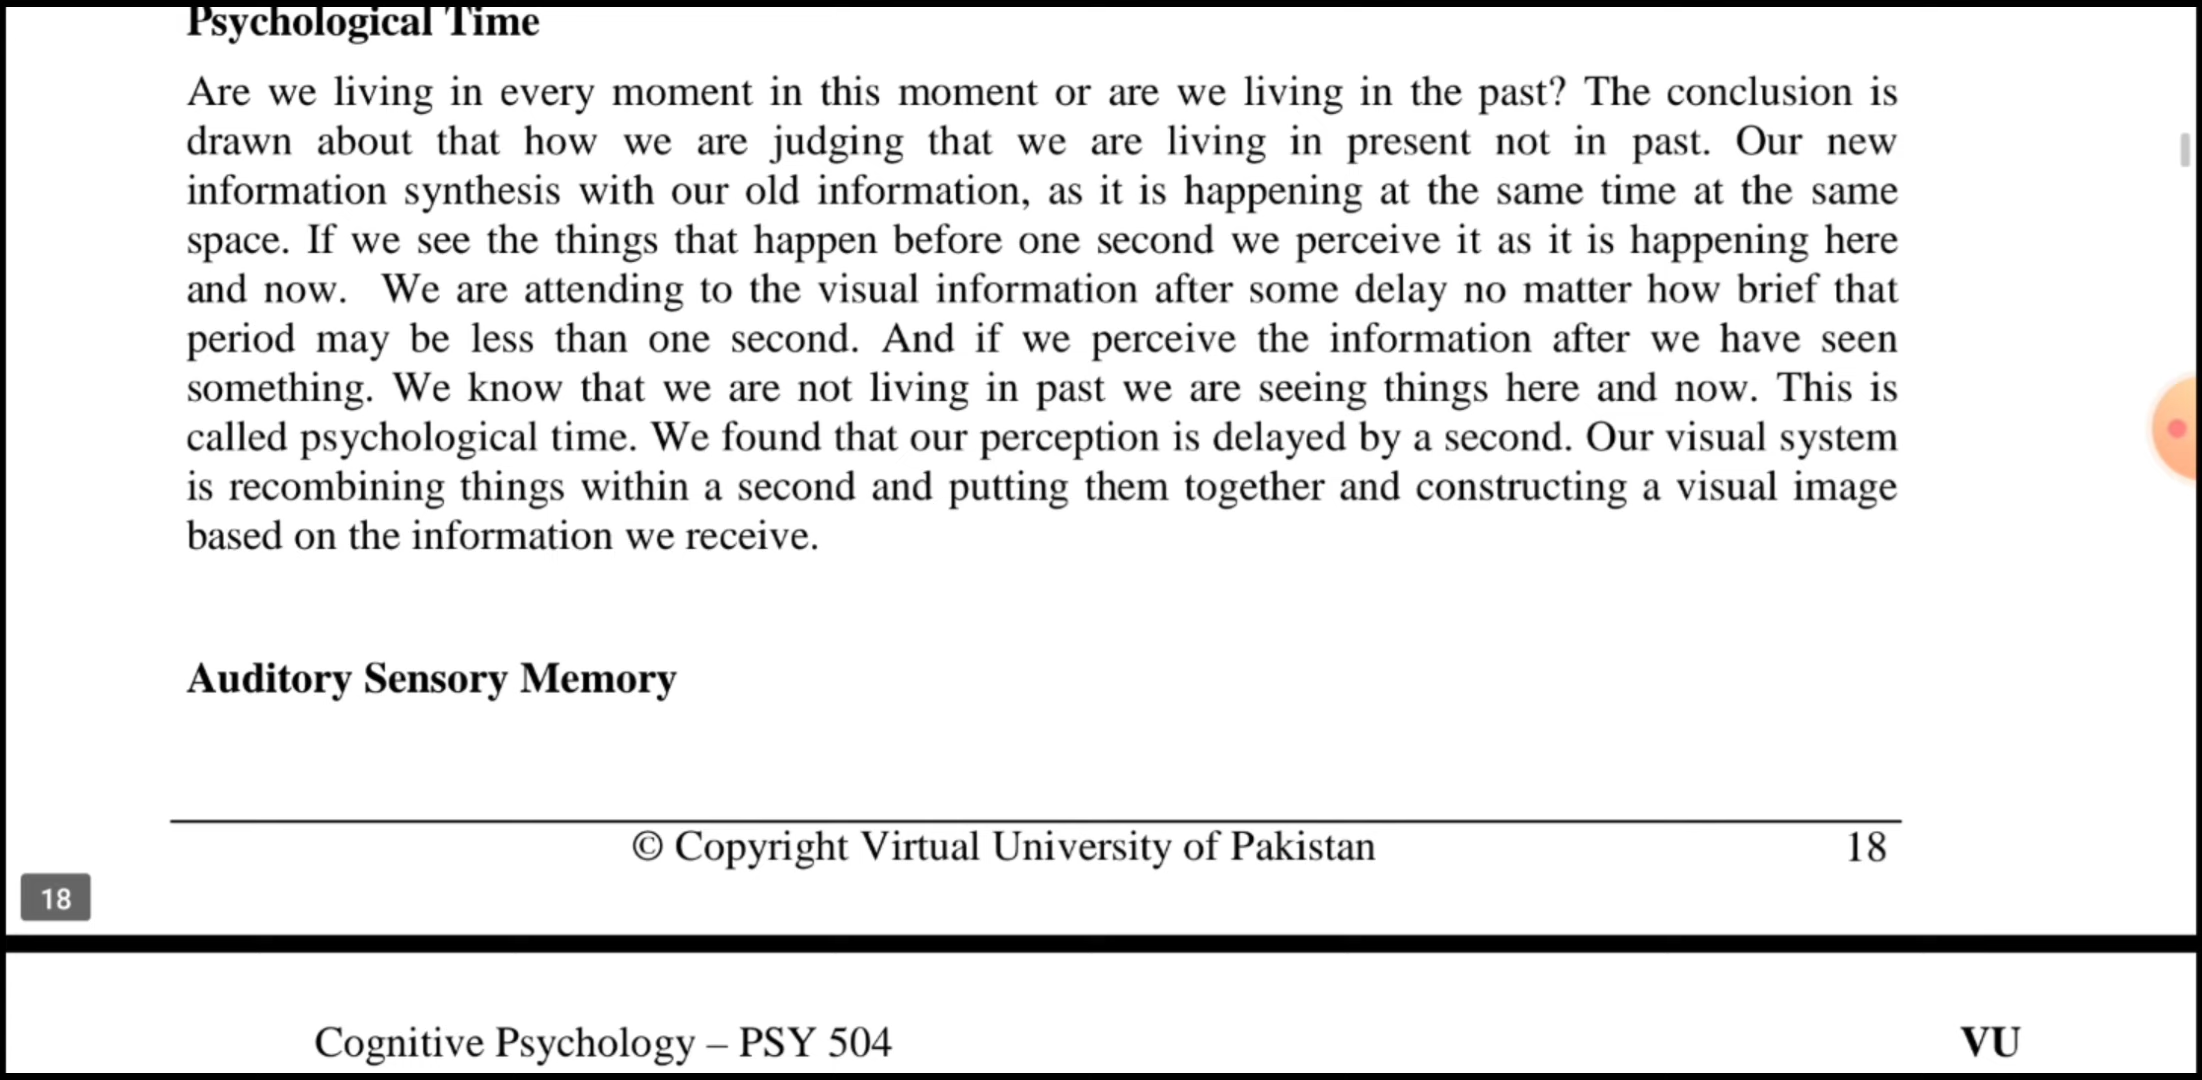 Psychological Time
Are we living in every moment in this moment or are we living in the past? The conclusion is
drawn about that how we are judging that we are living in present not in past. Our new
information synthesis with our old information, as it is happening at the same time at the same
space. If we see the things that happen before one second we perceive it as it is happening here
and now.  We are attending to the visual information after some delay no matter how brief that
period may be less than one second. And if we perceive the information after we have seen
something. We know that we are not living in past we are seeing things here and now. This is
called psychological time. We found that our perception is delayed by a second. Our visual system
is recombining things within a second and putting them together and constructing a visual image
based on the information we receive.
Auditory Sensory Memory
© Copyright Virtual University of Pakistan 18
18
Cognitive Psychology – PSY 504 VU